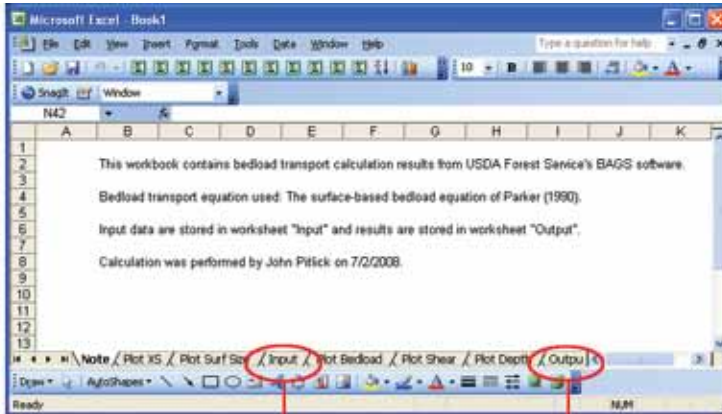 Microsoft Excel - Book1
File Edit View Insert Format Tools Data Window Help Type a question for help
10 B
SnagIt Window
N42 fx
A B C D E F G H I J K
1
2 This workbook contains bedload transport calculation results from USDA Forest Service's BAGS software.
3
4 Bedload transport equation used: The surface-based bedload equation of Parker (1990).
5
6 Input data are stored in worksheet "Input" and results are stored in worksheet "Output".
7
8 Calculation was performed by John Pitlick on 7/2/2008.
9
10
11
12
13
Note / Plot XS / Plot Surf Size / Input / Plot Bedload / Plot Shear / Plot Depth / Outpu
Draw AutoShapes
Ready NUM